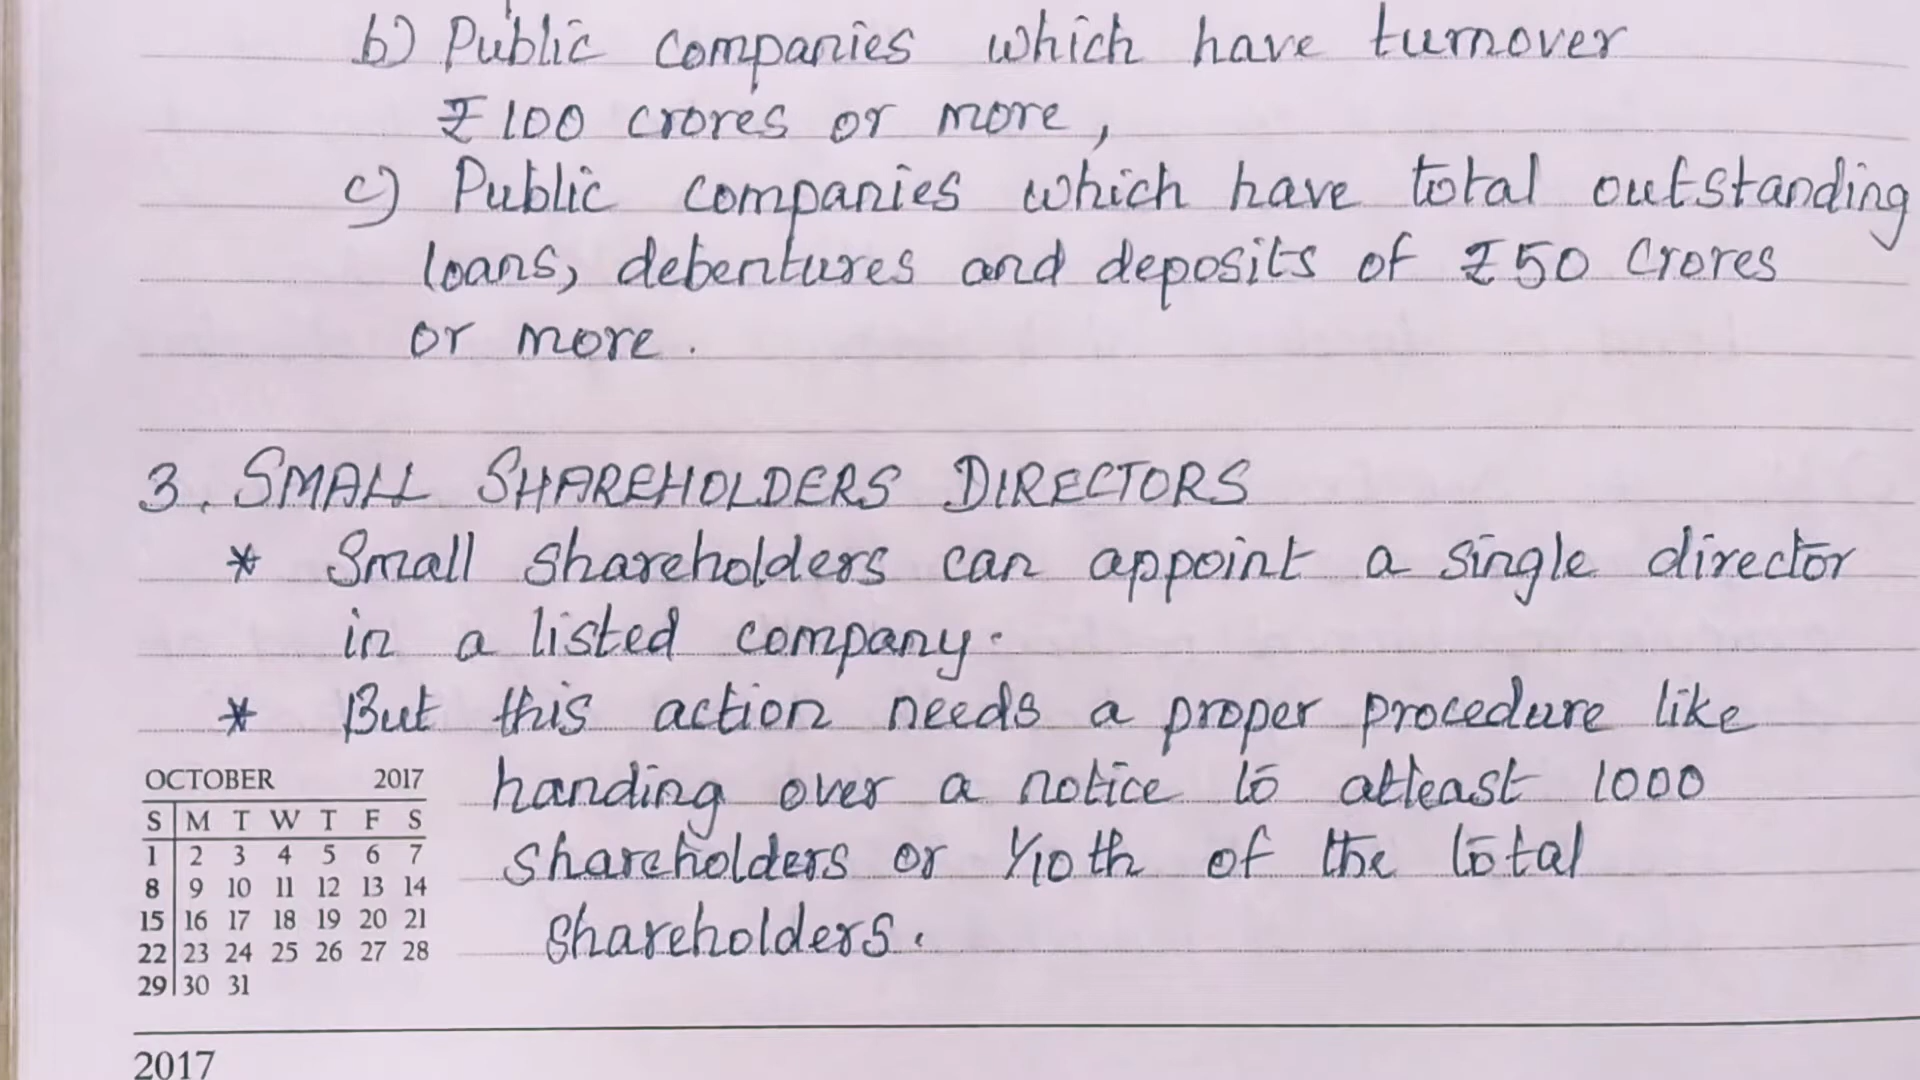 b) Public companies which have turnover
₹100 crores or more,
c) Public companies which have total outstanding
loans, debentures and deposits of ₹50 crores
or more.
3. SMALL SHAREHOLDERS DIRECTORS
* Small shareholders can appoint a single director
in a listed company.
* But this action needs a proper procedure like
handing over a notice to atleast 1000
shareholders or 1/10th of the total
shareholders.
OCTOBER 2017
S M T W T F S
1 2 3 4 5 6 7
8 9 10 11 12 13 14
15 16 17 18 19 20 21
22 23 24 25 26 27 28
29 30 31
2017